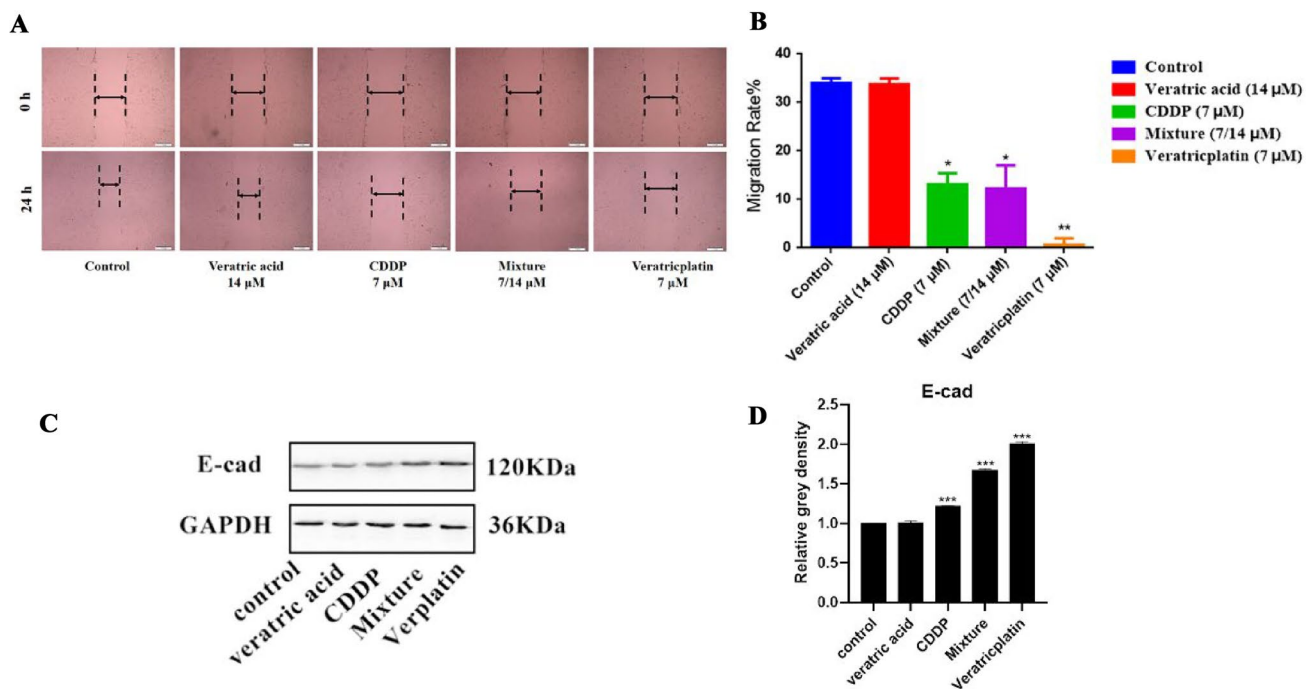 A
0 h
24 h
Control
Veratric acid
14 μM
CDDP
7 μM
Mixture
7/14 μM
Veratricplatin
7 μM
B
Migration Rate%
40
30
20
10
0
Control
Veratric acid (14 μM)
CDDP (7 μM)
Mixture (7/14 μM)
Veratricplatin (7 μM)
*
*
**
Control
Veratric acid (14 μM)
CDDP (7 μM)
Mixture (7/14 μM)
Veratricplatin (7 μM)
C
E-cad
120KDa
GAPDH
36KDa
control
veratric acid
CDDP
Mixture
Verplatin
D
E-cad
Relative grey density
2.5
2.0
1.5
1.0
0.5
0.0
***
***
***
control
veratric acid
CDDP
Mixture
Veratricplatin